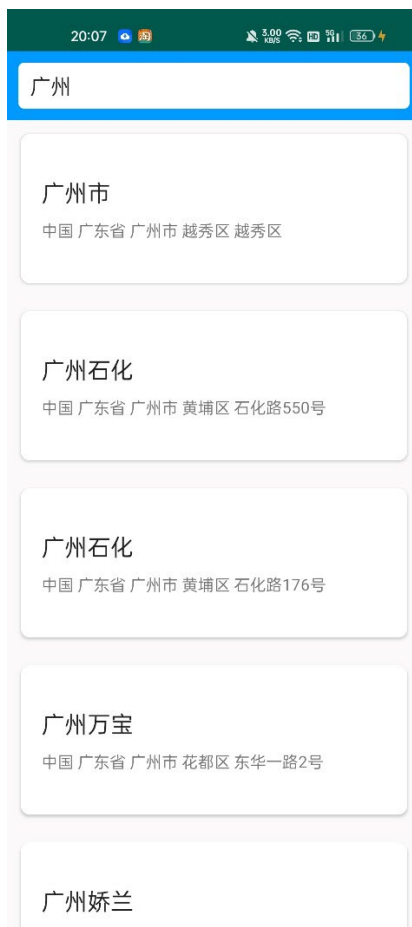 20:07 3.00 KB/S HD 5G 36
广州
广州市
中国 广东省 广州市 越秀区 越秀区
广州石化
中国 广东省 广州市 黄埔区 石化路550号
广州石化
中国 广东省 广州市 黄埔区 石化路176号
广州万宝
中国 广东省 广州市 花都区 东华一路2号
广州娇兰